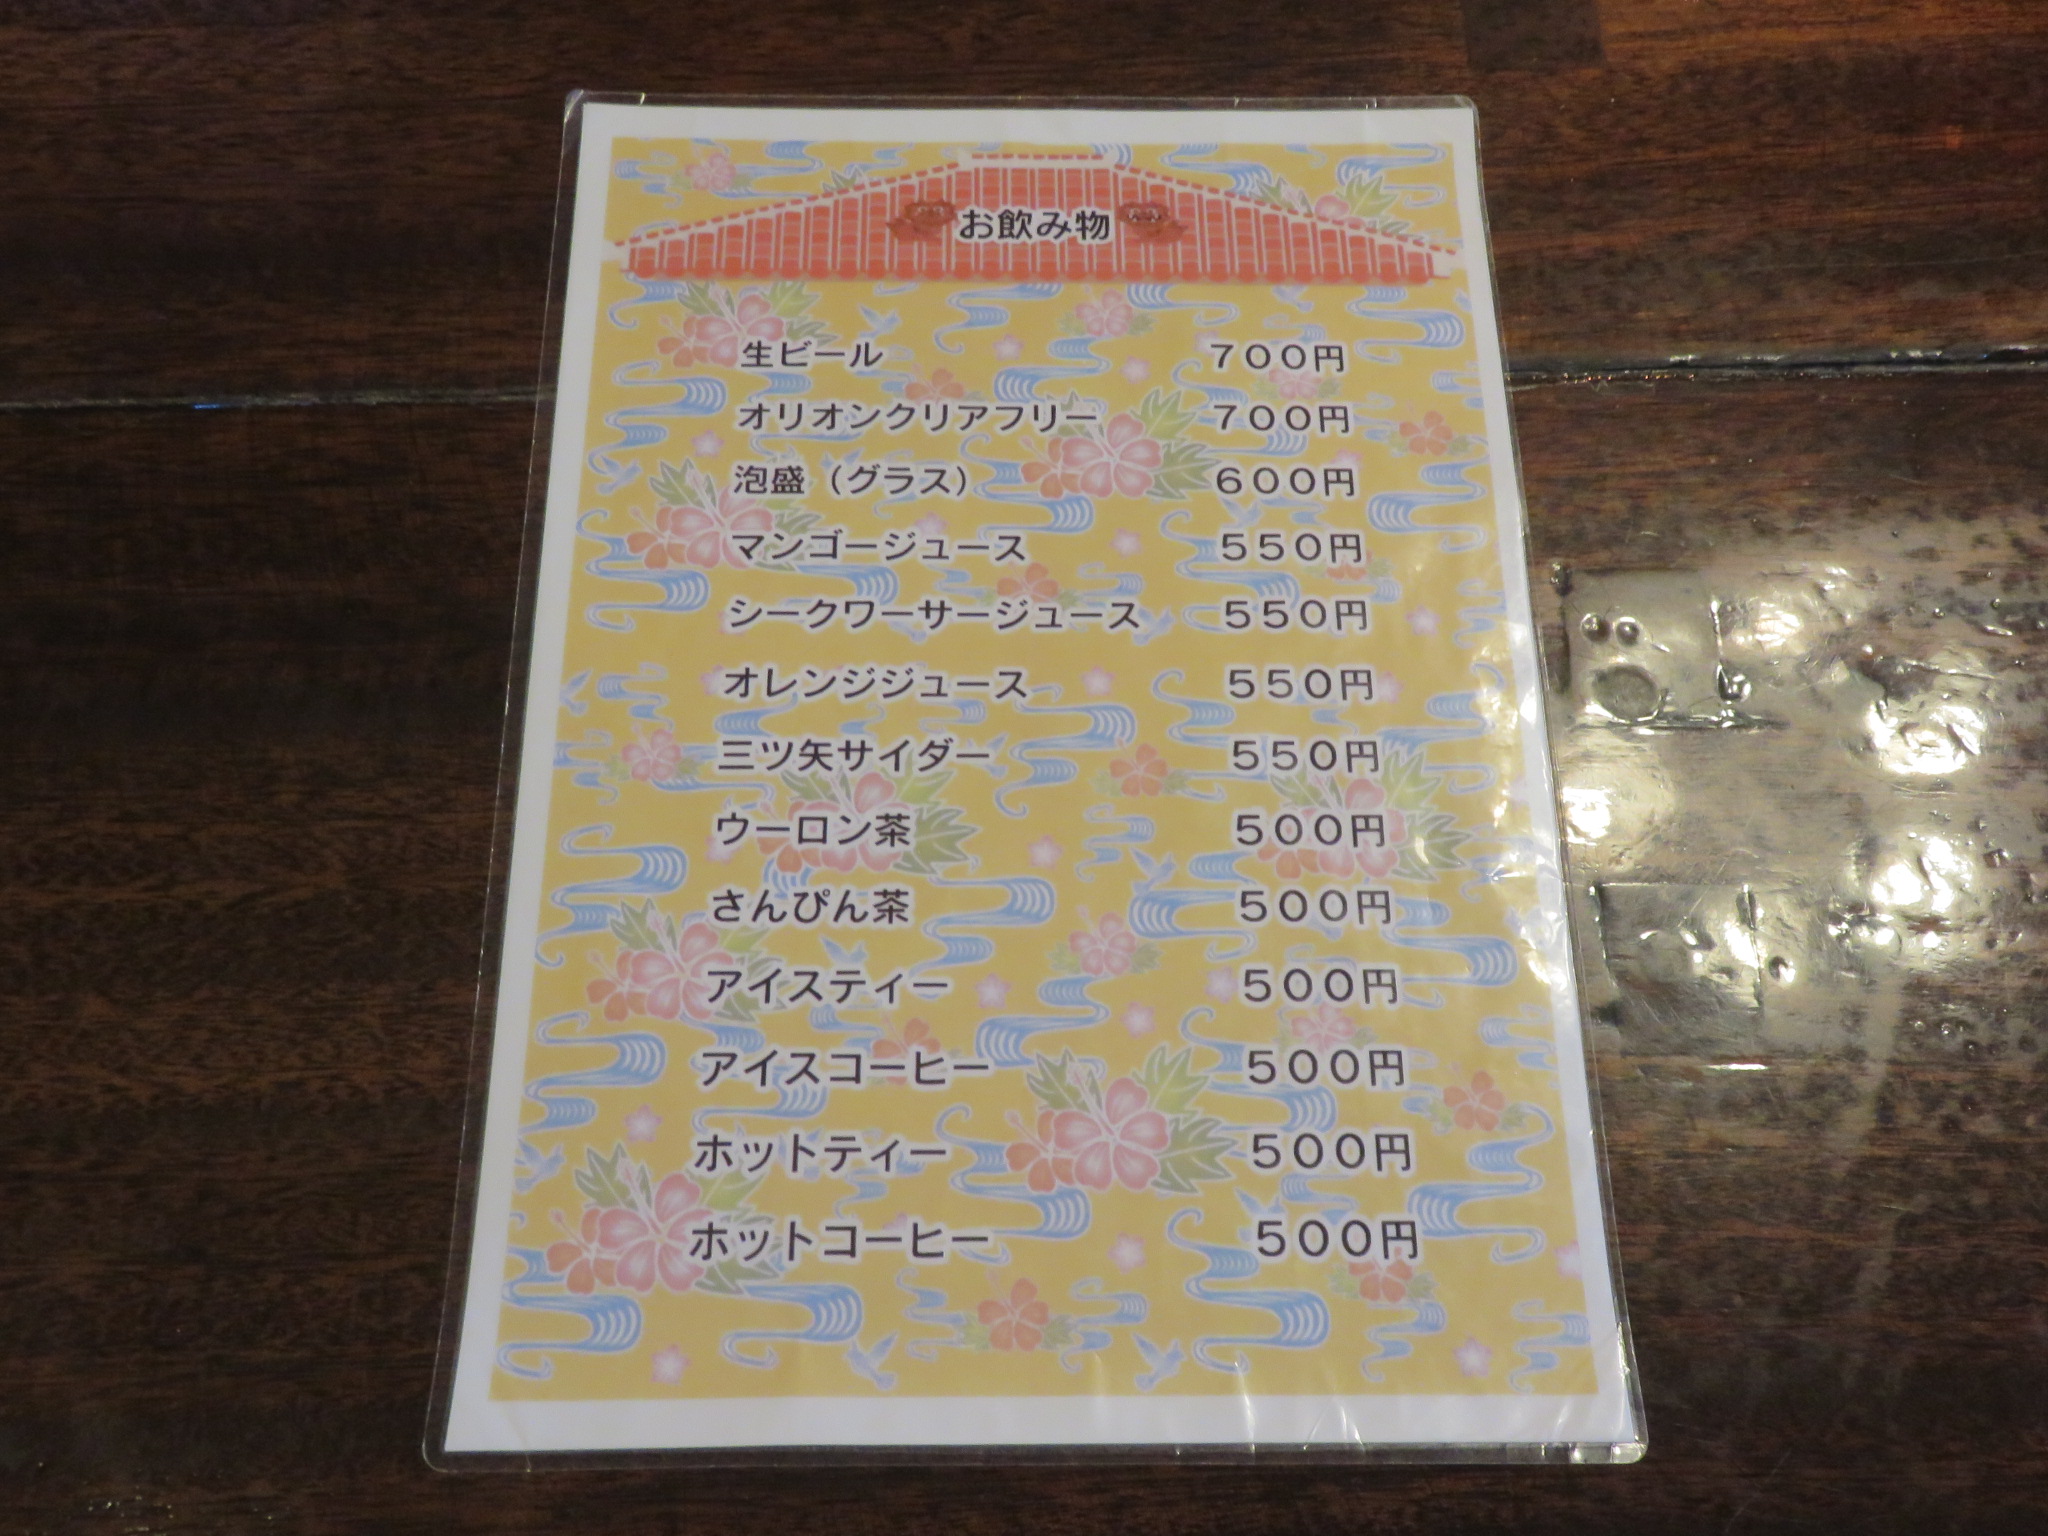 お飲み物
生ビール 700円
オリオンクリアフリー 700円
泡盛（グラス） 600円
マンゴージュース 550円
シークワーサージュース 550円
オレンジジュース 550円
三ツ矢サイダー 550円
ウーロン茶 500円
さんぴん茶 500円
アイスティー 500円
アイスコーヒー 500円
ホットティー 500円
ホットコーヒー 500円